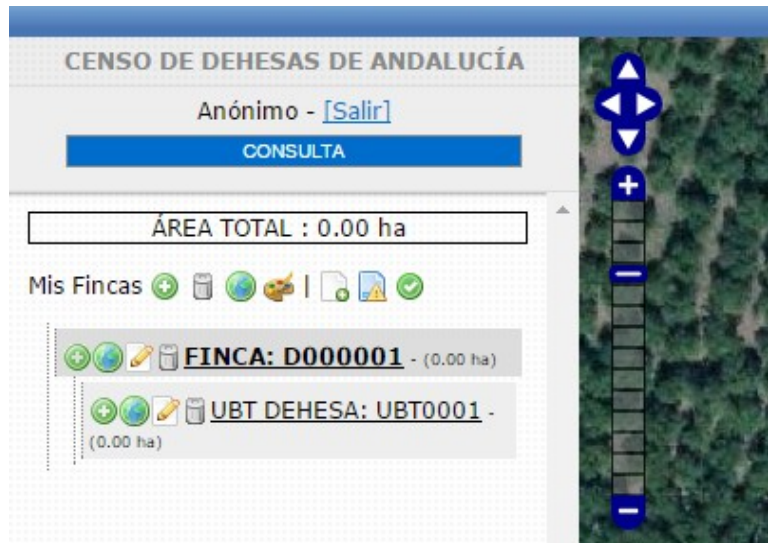 CENSO DE DEHESAS DE ANDALUCÍA
Anónimo - [Salir]
CONSULTA
ÁREA TOTAL : 0.00 ha
Mis Fincas |
FINCA: D000001 - (0.00 ha)
UBT DEHESA: UBT0001 -
(0.00 ha)